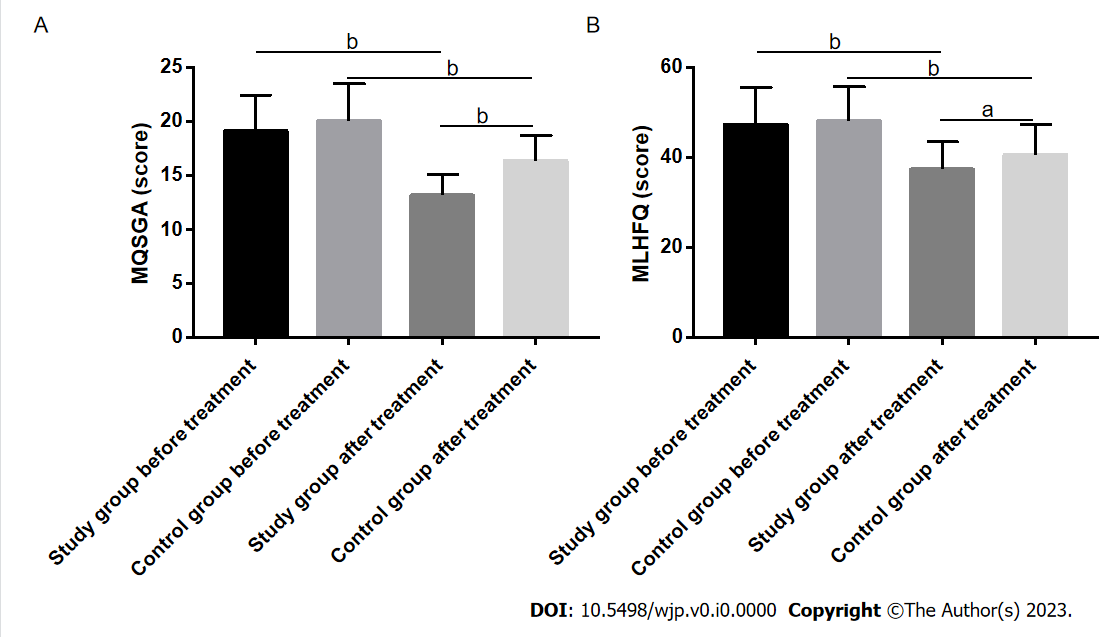 A
b
b
b
25
20
15
10
5
0
MQSGA (score)
Study group before treatment
Control group before treatment
Study group after treatment
Control group after treatment
B
b
b
a
60
40
20
0
MLHFQ (score)
Study group before treatment
Control group before treatment
Study group after treatment
Control group after treatment
DOI: 10.5498/wjp.v0.i0.0000 Copyright ©The Author(s) 2023.